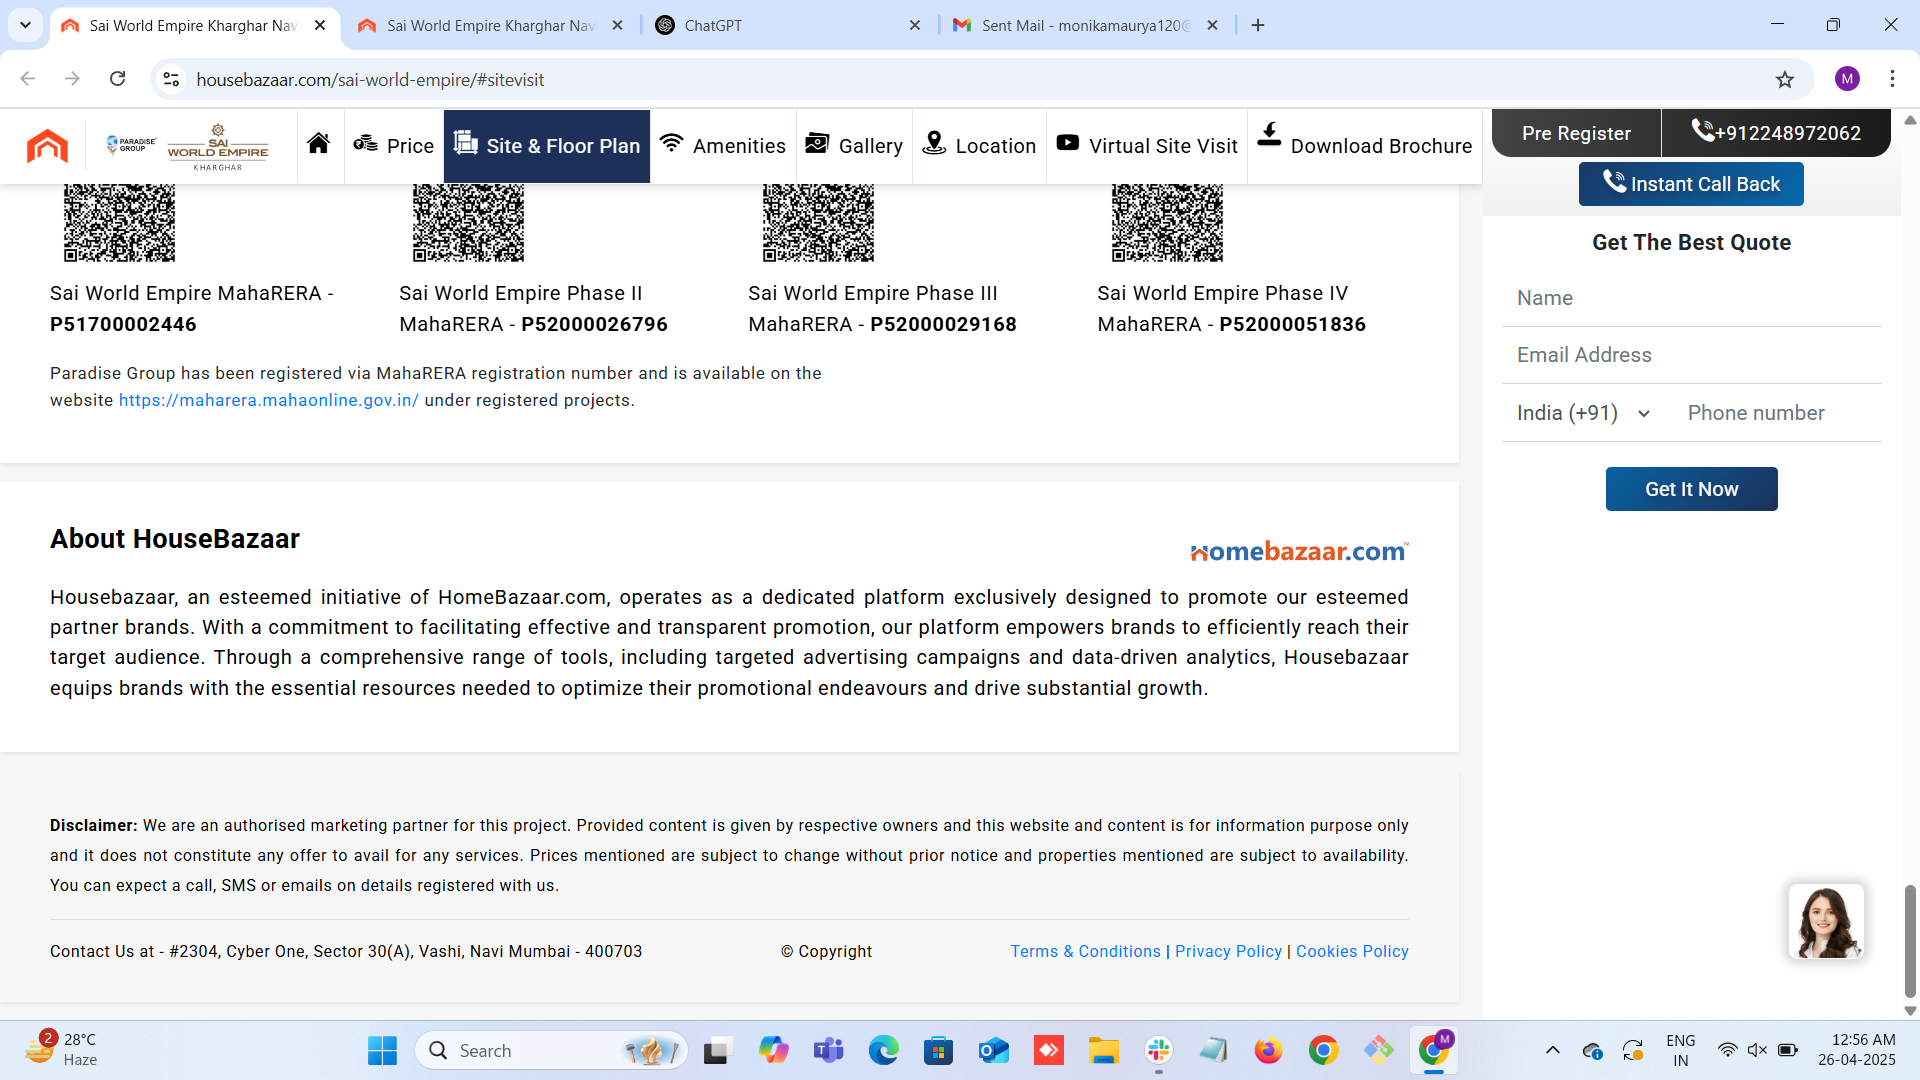 Sai World Empire Kharghar Nav
Sai World Empire Kharghar Nav
ChatGPT
Sent Mail - monikamaurya120@
housebazaar.com/sai-world-empire/#sitevisit
M
PARADISE GROUP
SAI WORLD EMPIRE KHARGHAR
Price
Site & Floor Plan
Amenities
Gallery
Location
Virtual Site Visit
Download Brochure
Pre Register
+912248972062
Instant Call Back
Get The Best Quote
Name
Email Address
India (+91)
Phone number
Get It Now
Sai World Empire MahaRERA -
P51700002446
Sai World Empire Phase II
MahaRERA - P52000026796
Sai World Empire Phase III
MahaRERA - P52000029168
Sai World Empire Phase IV
MahaRERA - P52000051836
Paradise Group has been registered via MahaRERA registration number and is available on the
website https://maharera.mahaonline.gov.in/ under registered projects.
About HouseBazaar
homebazaar.com™
Housebazaar, an esteemed initiative of HomeBazaar.com, operates as a dedicated platform exclusively designed to promote our esteemed
partner brands. With a commitment to facilitating effective and transparent promotion, our platform empowers brands to efficiently reach their
target audience. Through a comprehensive range of tools, including targeted advertising campaigns and data-driven analytics, Housebazaar
equips brands with the essential resources needed to optimize their promotional endeavours and drive substantial growth.
Disclaimer: We are an authorised marketing partner for this project. Provided content is given by respective owners and this website and content is for information purpose only
and it does not constitute any offer to avail for any services. Prices mentioned are subject to change without prior notice and properties mentioned are subject to availability.
You can expect a call, SMS or emails on details registered with us.
Contact Us at - #2304, Cyber One, Sector 30(A), Vashi, Navi Mumbai - 400703
© Copyright
Terms & Conditions | Privacy Policy | Cookies Policy
2
28°C
Haze
Search
M
ENG
IN
12:56 AM
26-04-2025